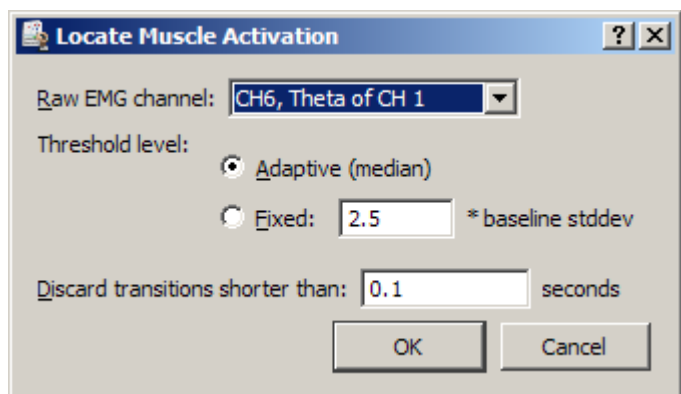 Locate Muscle Activation
Raw EMG channel: CH6, Theta of CH 1
Threshold level:
Adaptive (median)
Fixed: 2.5 * baseline stddev
Discard transitions shorter than: 0.1 seconds
OK Cancel